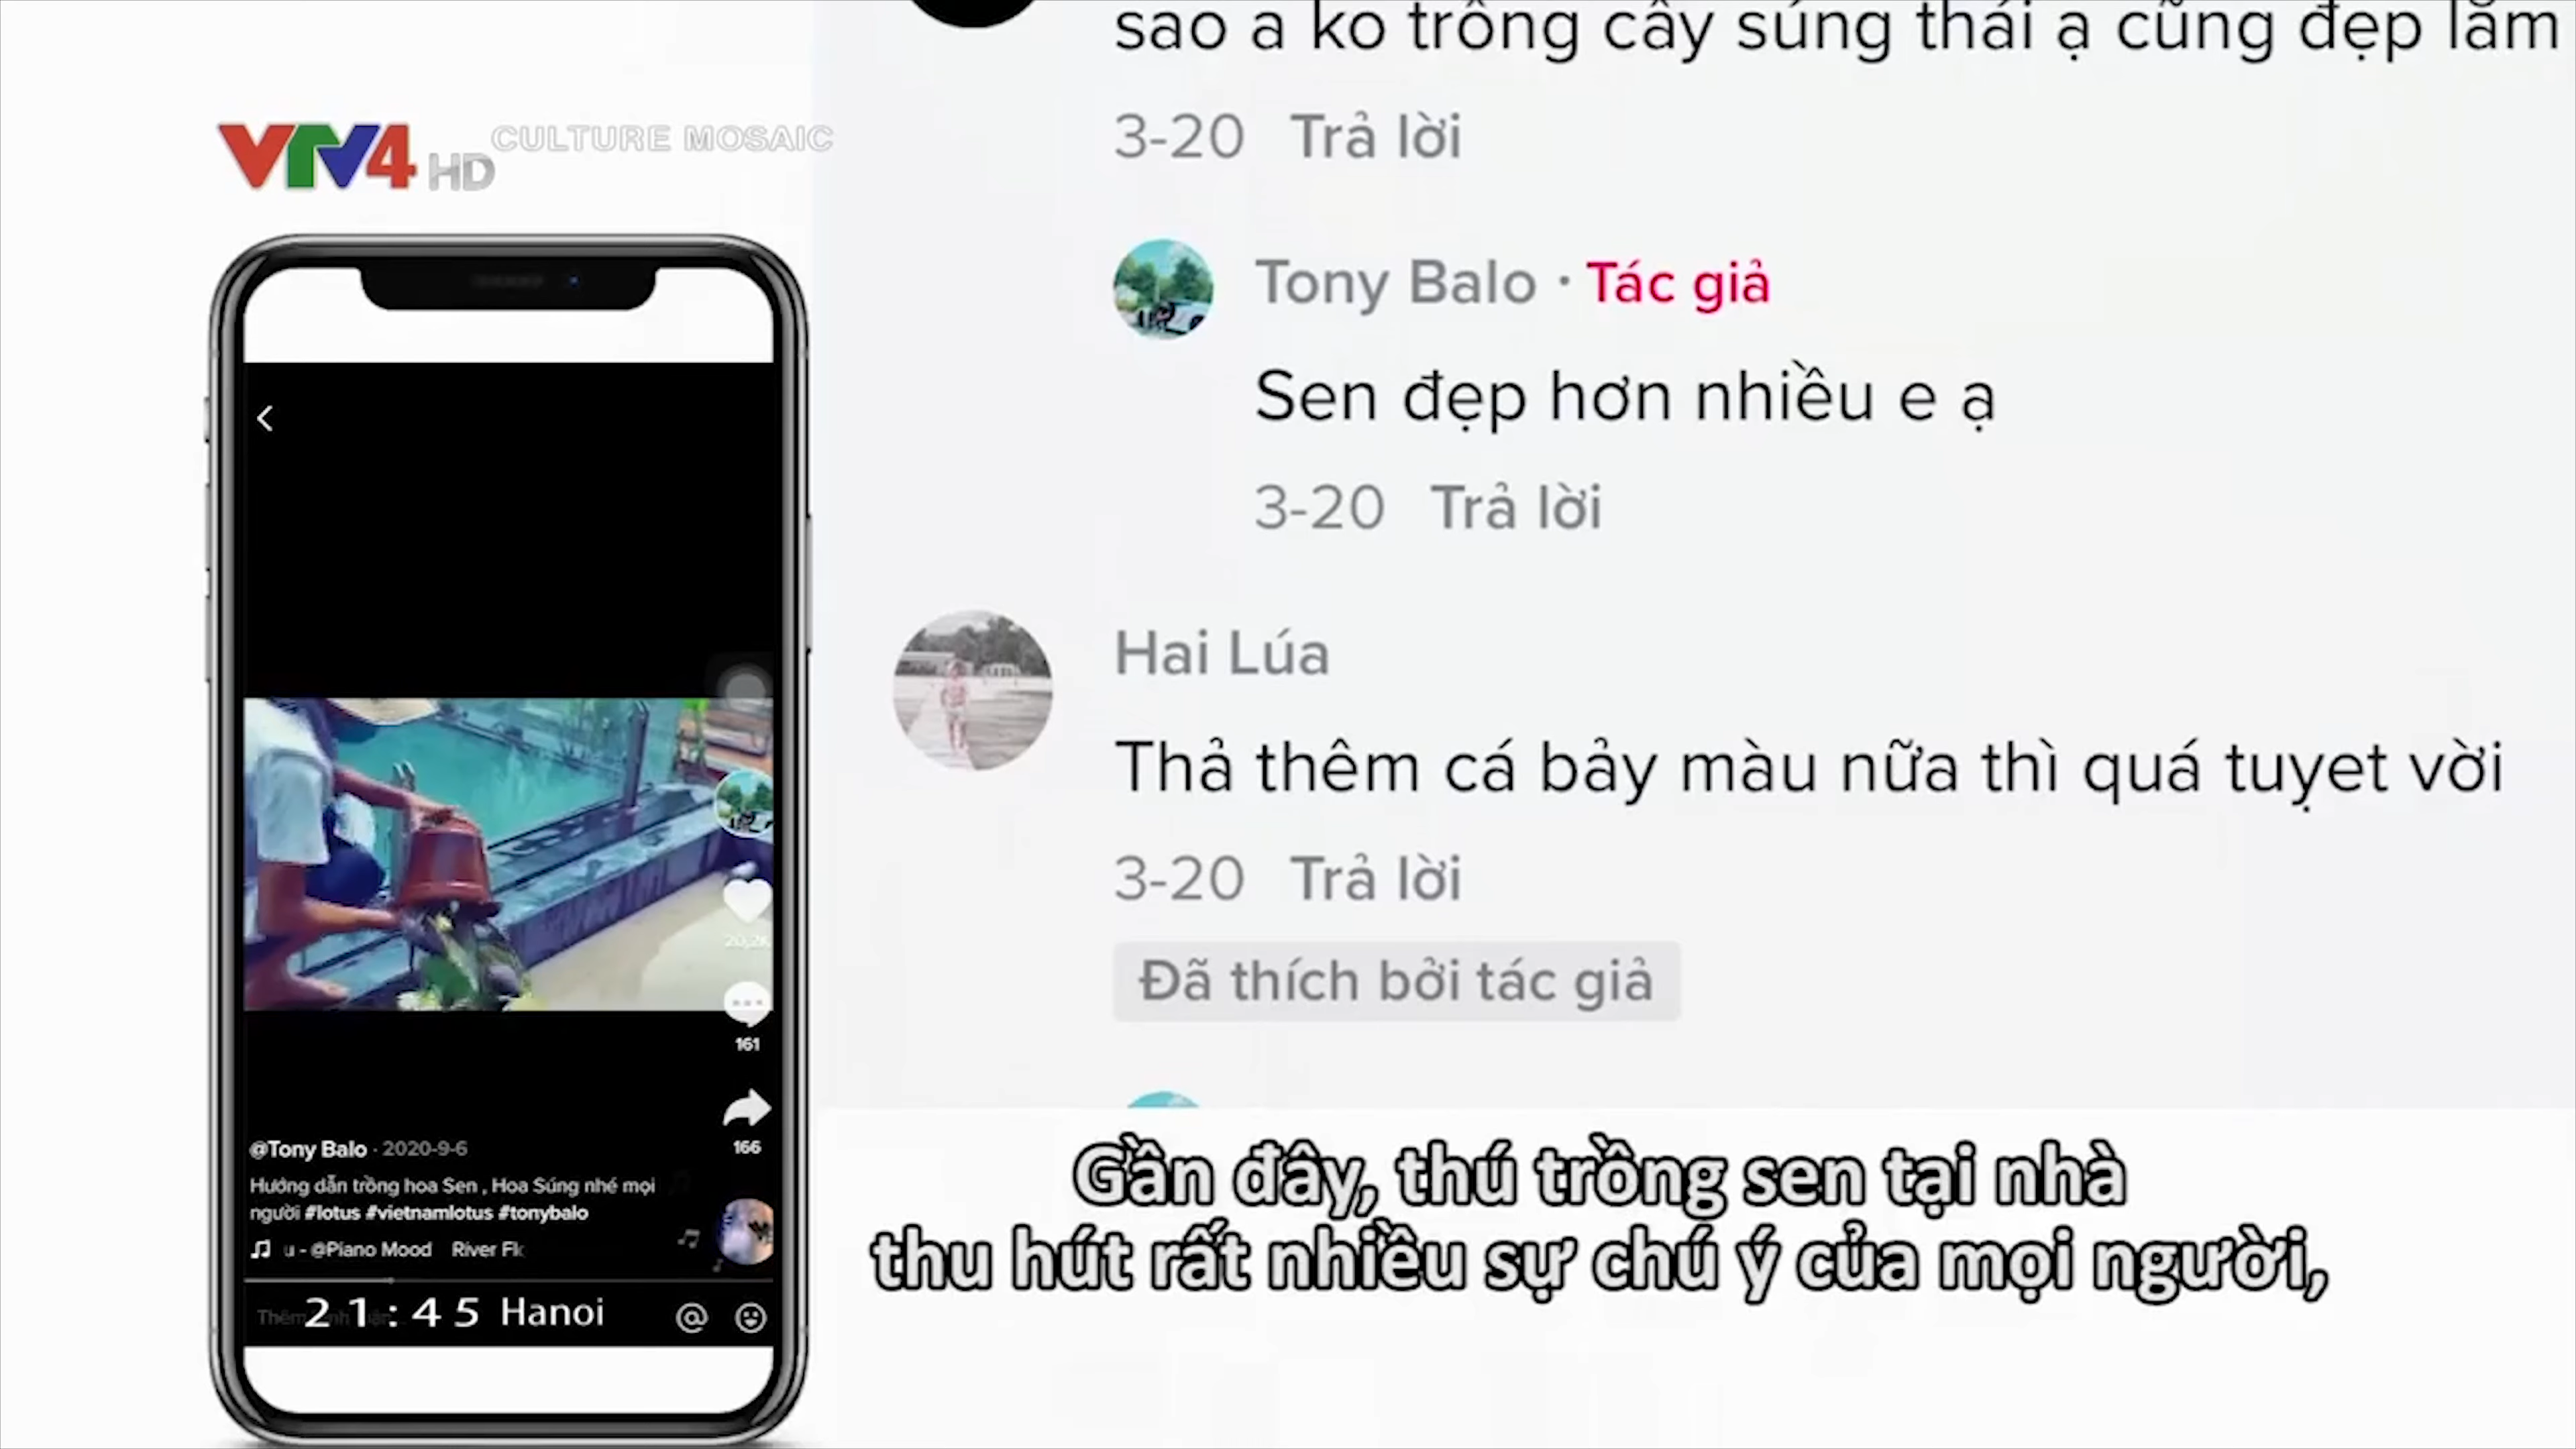 sao a ko trồng cây súng thái ạ cũng đẹp lắm
3-20 Trả lời
VTV4 HD CULTURE MOSAIC
Tony Balo · Tác giả
Sen đẹp hơn nhiều e ạ
3-20 Trả lời
Hai Lúa
Thả thêm cá bảy màu nữa thì quá tuyẹt vời
3-20 Trả lời
Đã thích bởi tác giả
20,2K
161
166
@Tony Balo · 2020-9-6
Hướng dẫn trồng hoa Sen , Hoa Súng nhé mọi
người #lotus #vietnamlotus #tonybalo
u - @Piano Mood River Fl
21:45 Hanoi
Gần đây, thú trồng sen tại nhà
thu hút rất nhiều sự chú ý của mọi người,